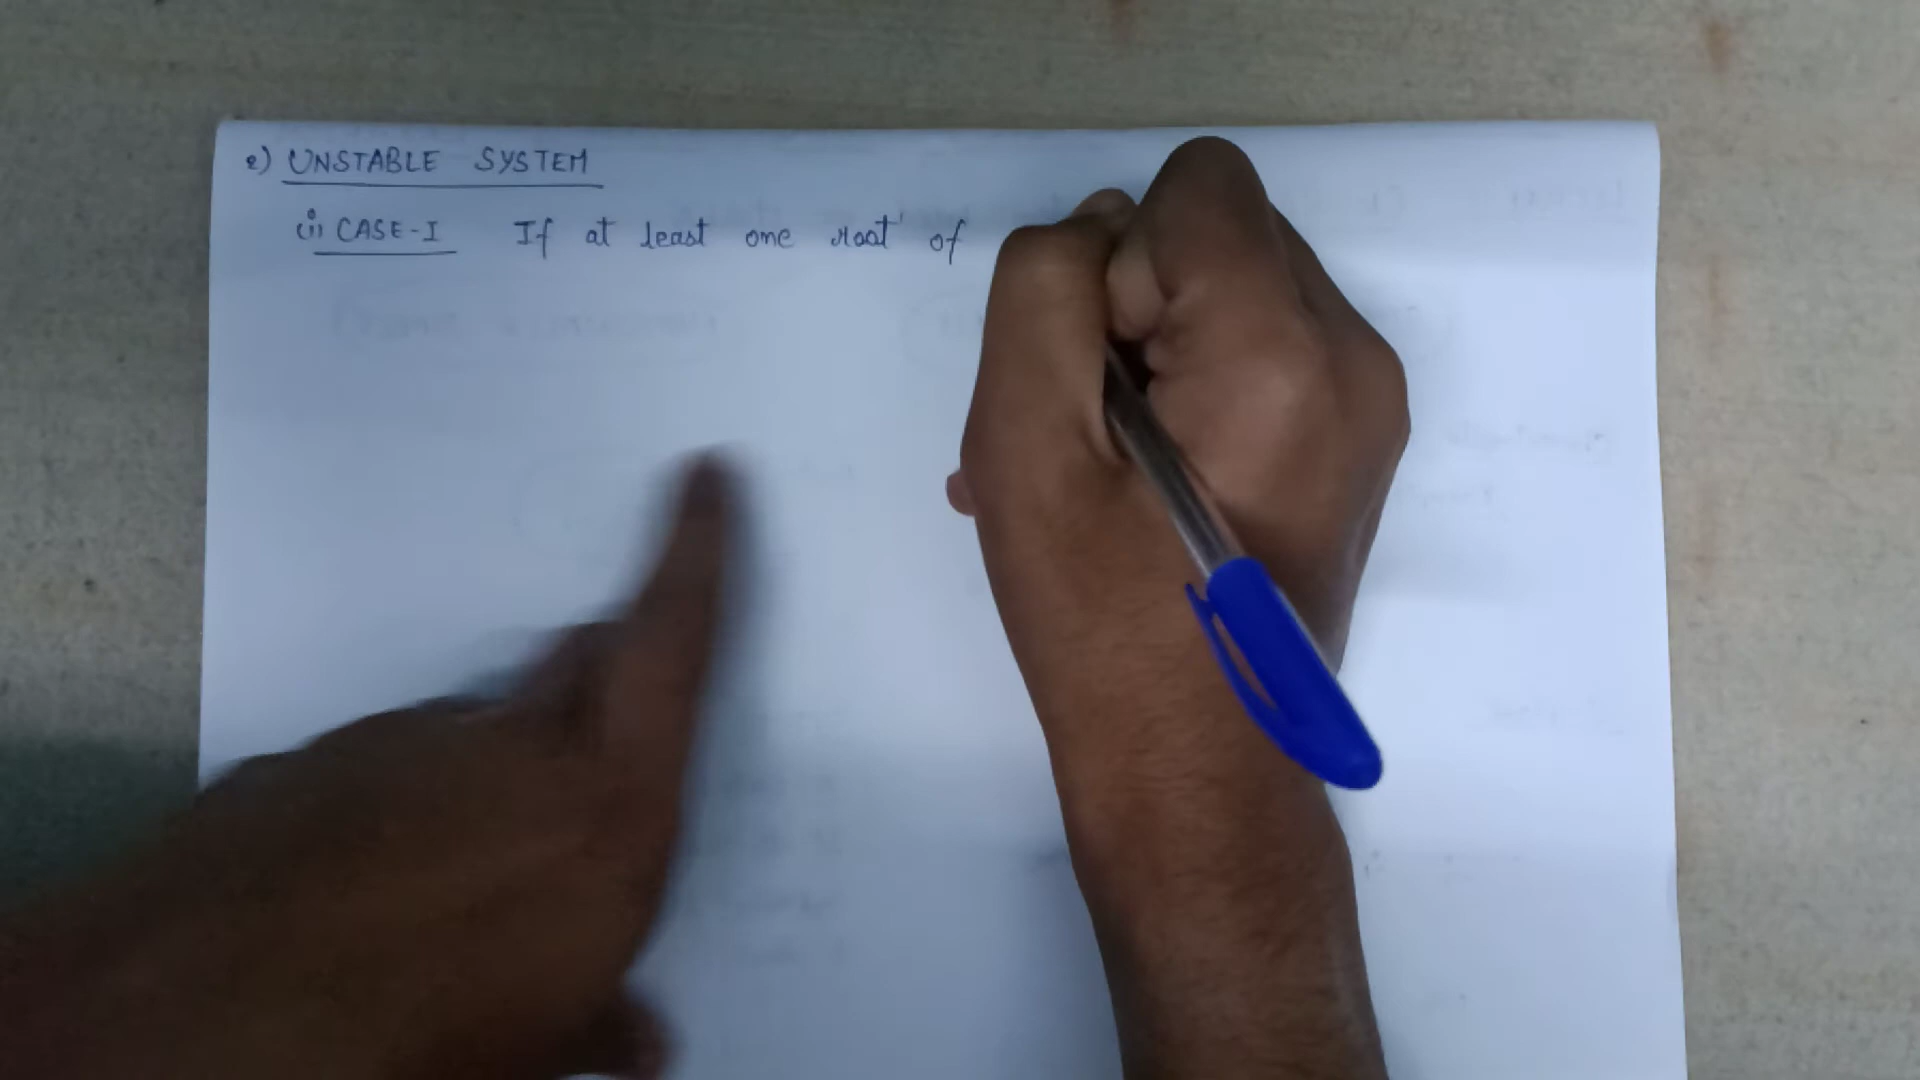 2) UNSTABLE SYSTEM
(i) CASE-I If at least one root of